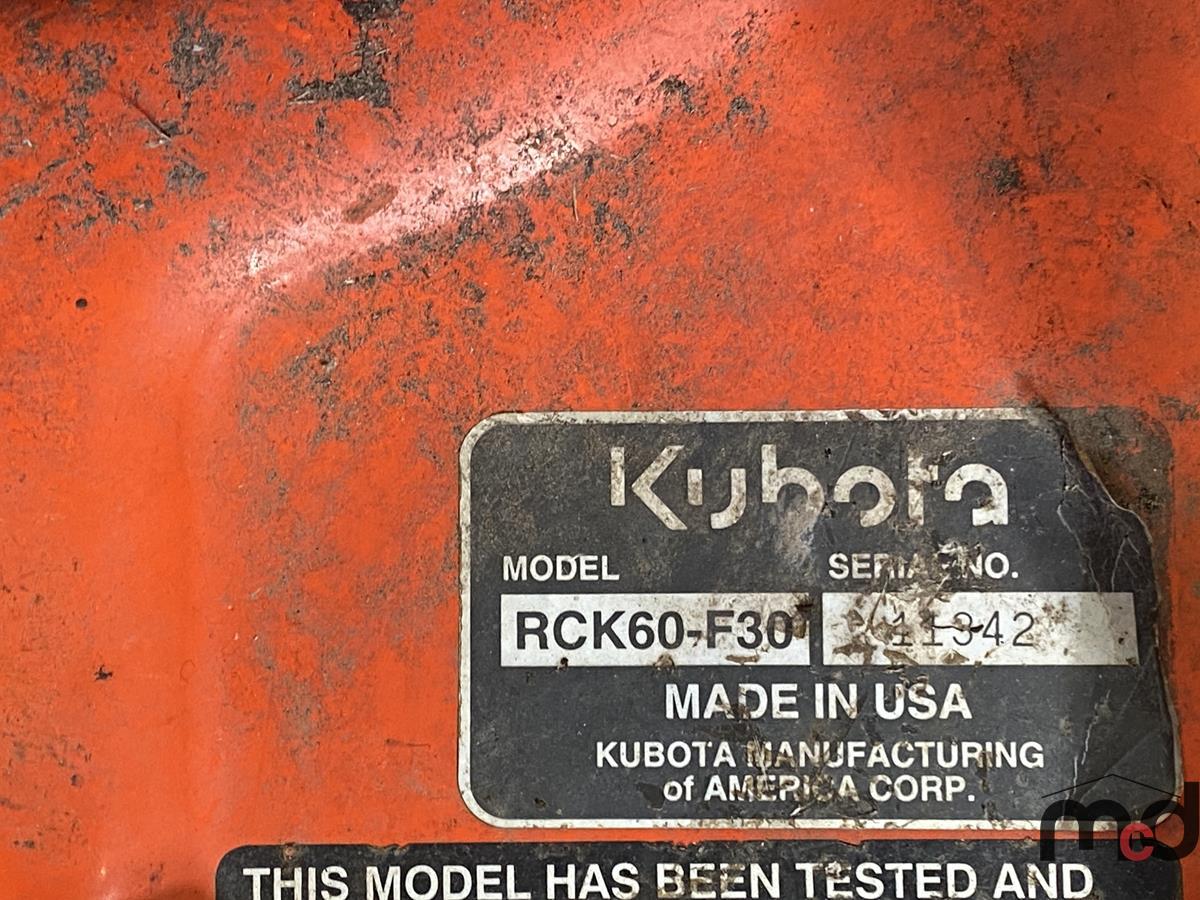 Kubota
MODEL SERIAL NO.
RCK60-F30 11342
MADE IN USA
KUBOTA MANUFACTURING
of AMERICA CORP.
THIS MODEL HAS BEEN TESTED AND
mcd